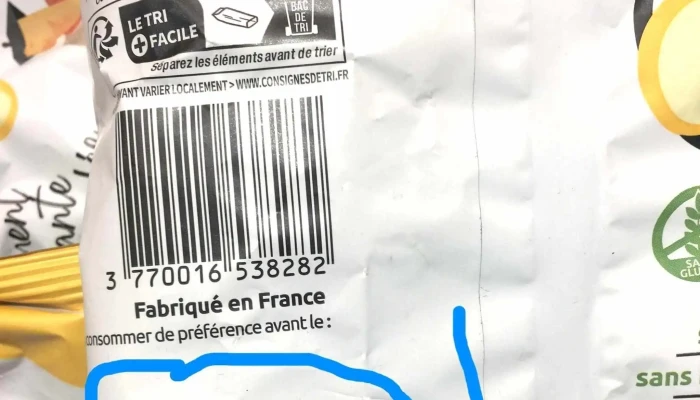 LE TRI
+ FACILE
BAC
DE
TRI
Séparez les éléments avant de trier
VARIER LOCALEMENT > WWW.CONSIGNESDETRI.FR
3 770016 538282
Fabriqué en France
consommer de préférence avant le :
sans